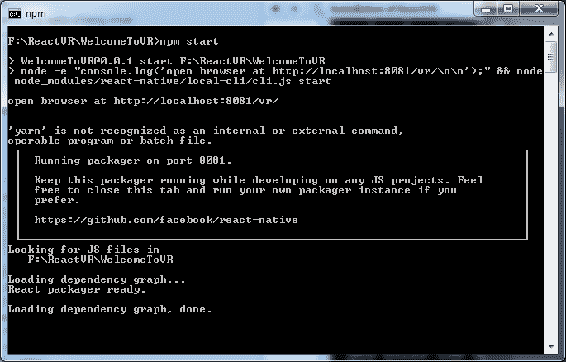 npm
F:\ReactVR\WelcomeToVR>npm start
> WelcomeToVR@0.0.1 start F:\ReactVR\WelcomeToVR
> node -e "console.log('open browser at http://localhost:8081/vr/\n\n');" && node
node_modules/react-native/local-cli/cli.js start
open browser at http://localhost:8081/vr/
'yarn' is not recognized as an internal or external command,
operable program or batch file.
Running packager on port 8081.
Keep this packager running while developing on any JS projects. Feel
free to close this tab and run your own packager instance if you
prefer.
https://github.com/facebook/react-native
Looking for JS files in
F:\ReactVR\WelcomeToVR
Loading dependency graph...
React packager ready.
Loading dependency graph, done.